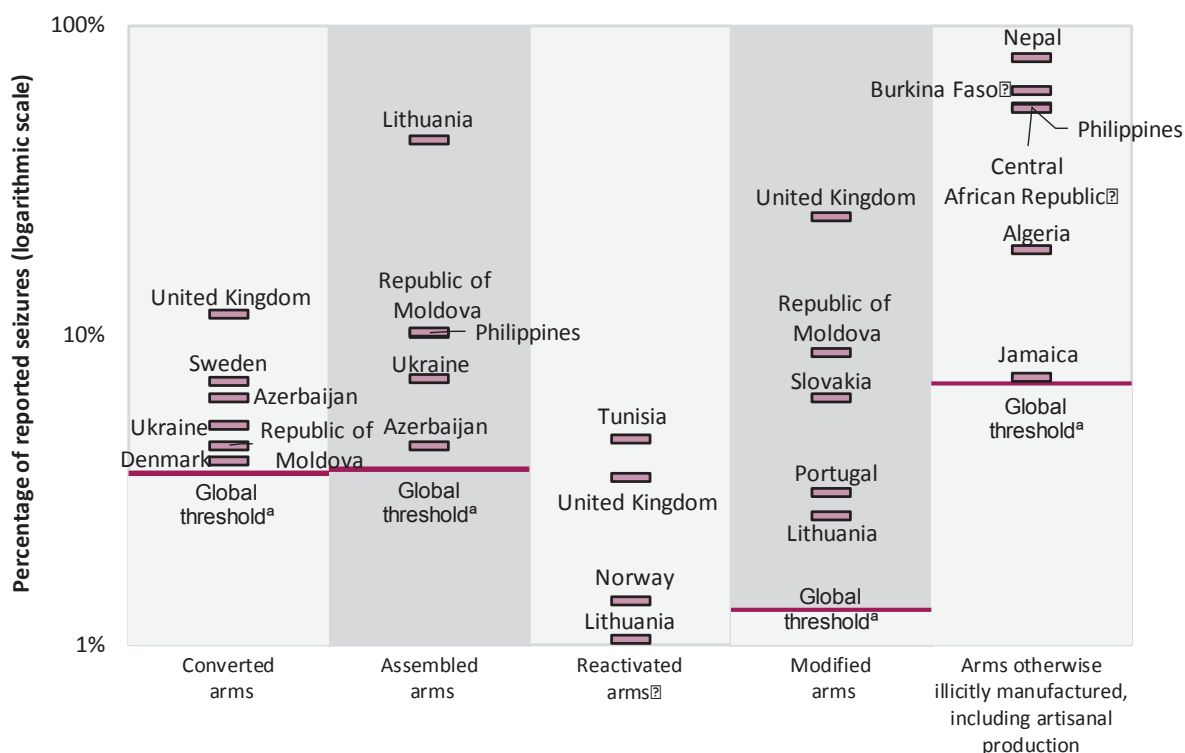 Percentage of reported seizures (logarithmic scale)
100%
10%
1%
United Kingdom
Sweden
Azerbaijan
Ukraine
Republic of
Moldova
Denmark
Global
thresholdª
Lithuania
Republic of
Moldova
Philippines
Ukraine
Azerbaijan
Global
thresholdª
Tunisia
United Kingdom
Norway
Lithuania
United Kingdom
Republic of
Moldova
Slovakia
Portugal
Lithuania
Global
thresholdª
Nepal
Burkina Faso⍰
Philippines
Central
African Republic⍰
Algeria
Jamaica
Global
thresholdª
Converted
arms
Assembled
arms
Reactivated
arms⍰
Modified
arms
Arms otherwise
illicitly manufactured,
including artisanal
production